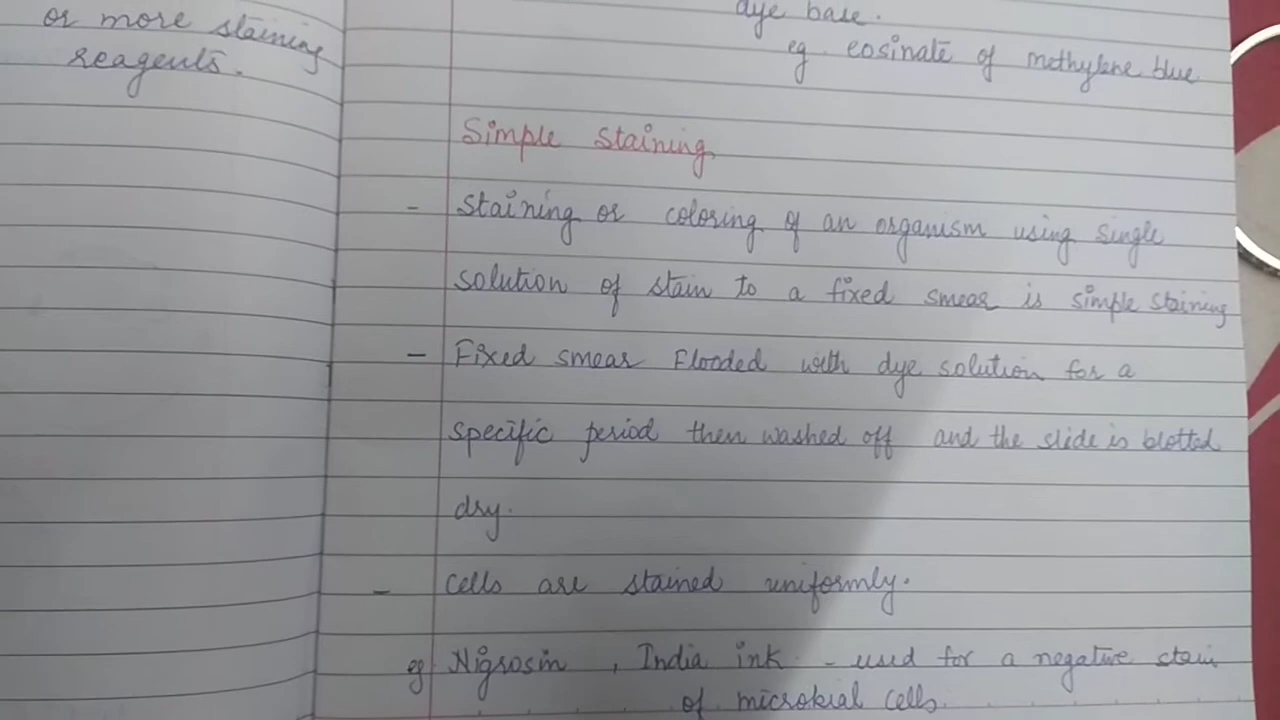 or more staining
reagents.
dye base.
eg. eosinate of methylene blue
Simple staining
- Staining or coloring of an organism using single
solution of stain to a fixed smear is simple staining
- Fixed smear flooded with dye solution for a
specific period then washed off and the slide is blotted
dry.
- Cells are stained uniformly.
eg Nigrosin, India ink - used for a negative stain
of microbial cells.